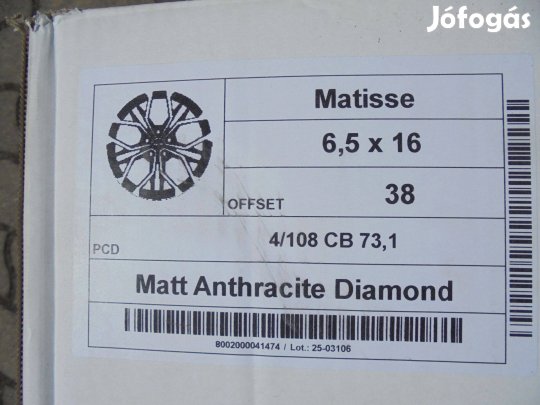 Jófogás
Matisse
6,5 x 16
OFFSET 38
PCD 4/108 CB 73,1
Matt Anthracite Diamond
8002000041474 / Lot.: 25-03106